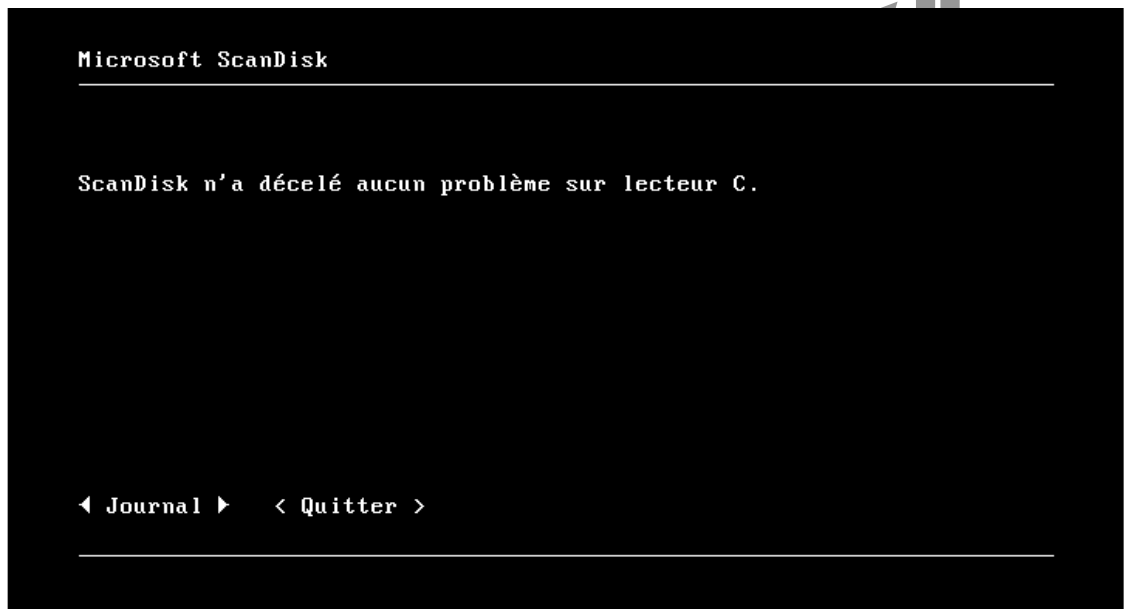 Microsoft ScanDisk
ScanDisk n'a décelé aucun problème sur lecteur C.
◀ Journal ▶ < Quitter >